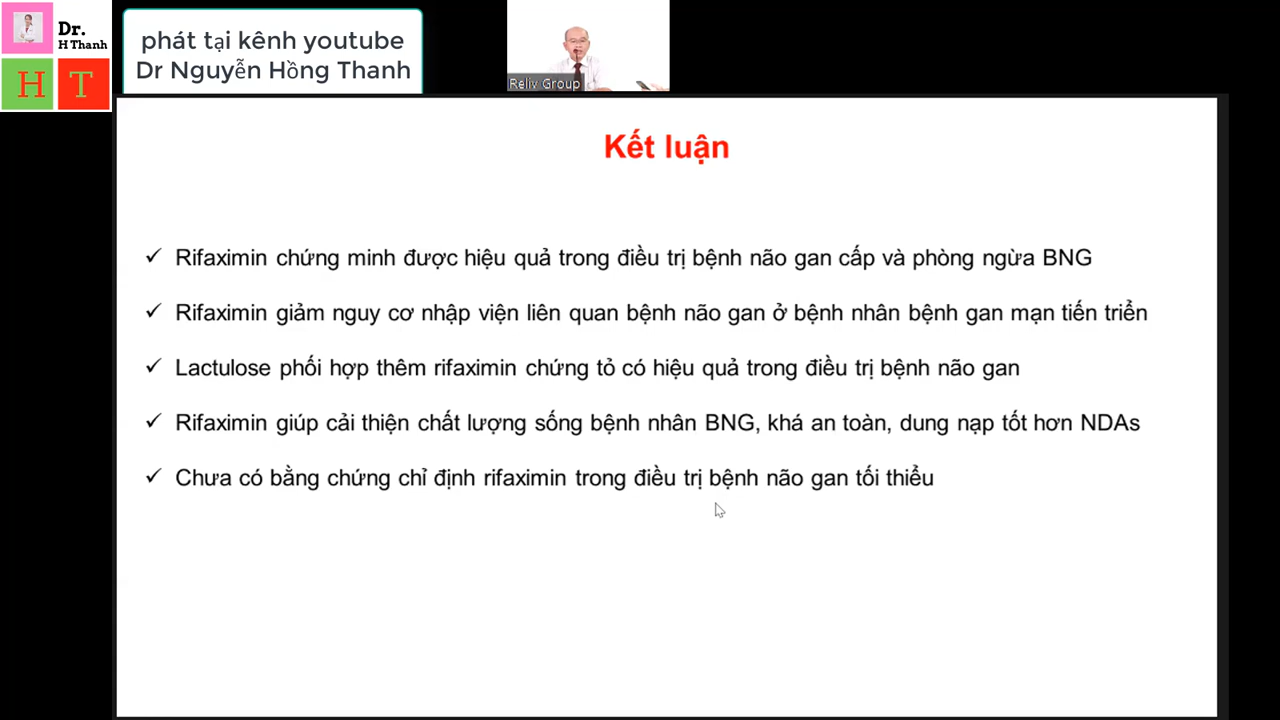 Dr.
H Thanh
H T
phát tại kênh youtube
Dr Nguyễn Hồng Thanh
Reliv Group
Kết luận
✓ Rifaximin chứng minh được hiệu quả trong điều trị bệnh não gan cấp và phòng ngừa BNG
✓ Rifaximin giảm nguy cơ nhập viện liên quan bệnh não gan ở bệnh nhân bệnh gan mạn tiến triển
✓ Lactulose phối hợp thêm rifaximin chứng tỏ có hiệu quả trong điều trị bệnh não gan
✓ Rifaximin giúp cải thiện chất lượng sống bệnh nhân BNG, khá an toàn, dung nạp tốt hơn NDAs
✓ Chưa có bằng chứng chỉ định rifaximin trong điều trị bệnh não gan tối thiểu